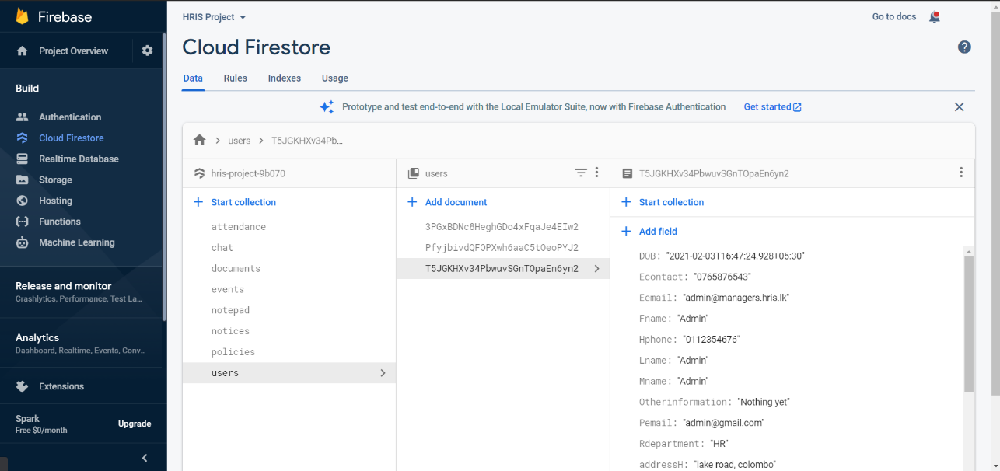 Firebase
Project Overview
Build
Authentication
Cloud Firestore
Realtime Database
Storage
Hosting
Functions
Machine Learning
Release and monitor
Crashlytics, Performance, Test La...
Analytics
Dashboard, Realtime, Events, Conv...
Extensions
Spark
Free $0/month
Upgrade
HRIS Project
Go to docs
Cloud Firestore
Data Rules Indexes Usage
Prototype and test end-to-end with the Local Emulator Suite, now with Firebase Authentication Get started
users T5JGKHXv34Pb...
hris-project-9b070
Start collection
attendance
chat
documents
events
notepad
notices
policies
users
users
Add document
3PGxBDNc8HeghGDo4xFqaJe4EIw2
PfyjbivdQFOPXwh6aaC5tOeoPYJ2
T5JGKHXv34PbwuvSGnTOpaEn6yn2
T5JGKHXv34PbwuvSGnTOpaEn6yn2
Start collection
Add field
DOB: "2021-02-03T16:47:24.928+05:30"
Econtact: "0765876543"
Eemail: "admin@managers.hris.lk"
Fname: "Admin"
Hphone: "0112354676"
Lname: "Admin"
Mname: "Admin"
Otherinformation: "Nothing yet"
Pemail: "admin@gmail.com"
Rdepartment: "HR"
addressH: "lake road, colombo"